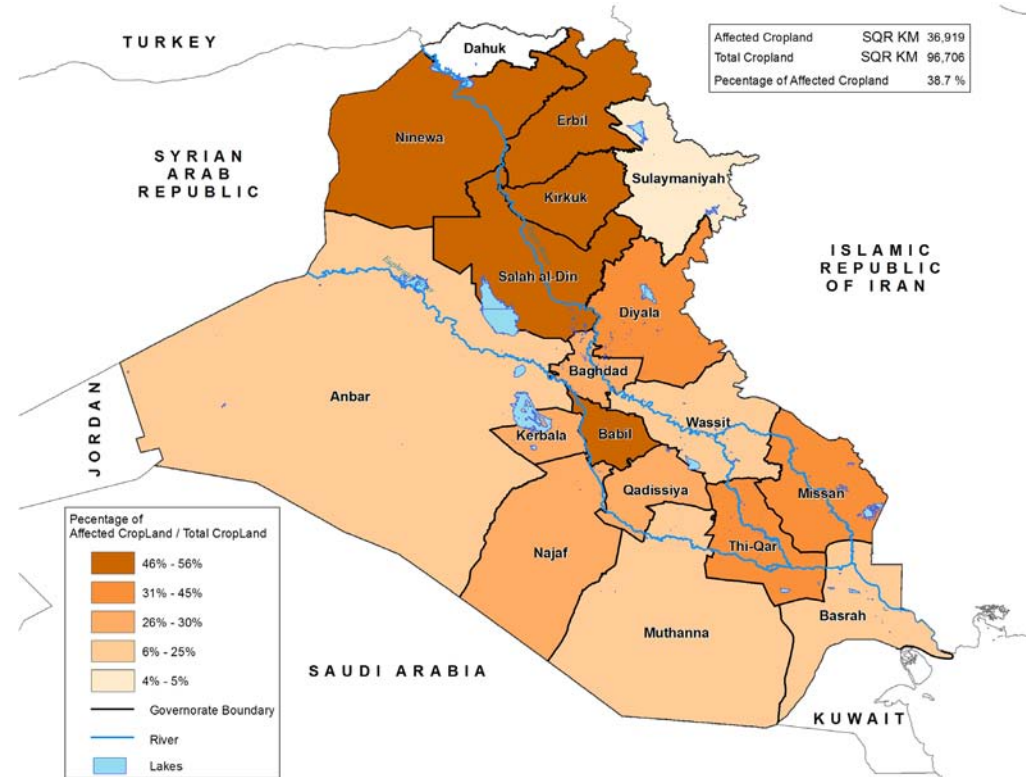 TURKEY
Dahuk
Affected Cropland SQR KM 36,919
Total Cropland SQR KM 96,706
Pecentage of Affected Cropland 38.7 %
Ninewa
Erbil
SYRIAN
ARAB
REPUBLIC
Sulaymaniyah
Kirkuk
ISLAMIC
REPUBLIC
OF IRAN
Salah al-Din
Diyala
Baghdad
Anbar
JORDAN
Wassit
Kerbala
Babil
Qadissiya
Missan
Najaf
Thi-Qar
Basrah
Muthanna
SAUDI ARABIA
KUWAIT
Pecentage of
Affected CropLand / Total CropLand
46% - 56%
31% - 45%
26% - 30%
6% - 25%
4% - 5%
Governorate Boundary
River
Lakes